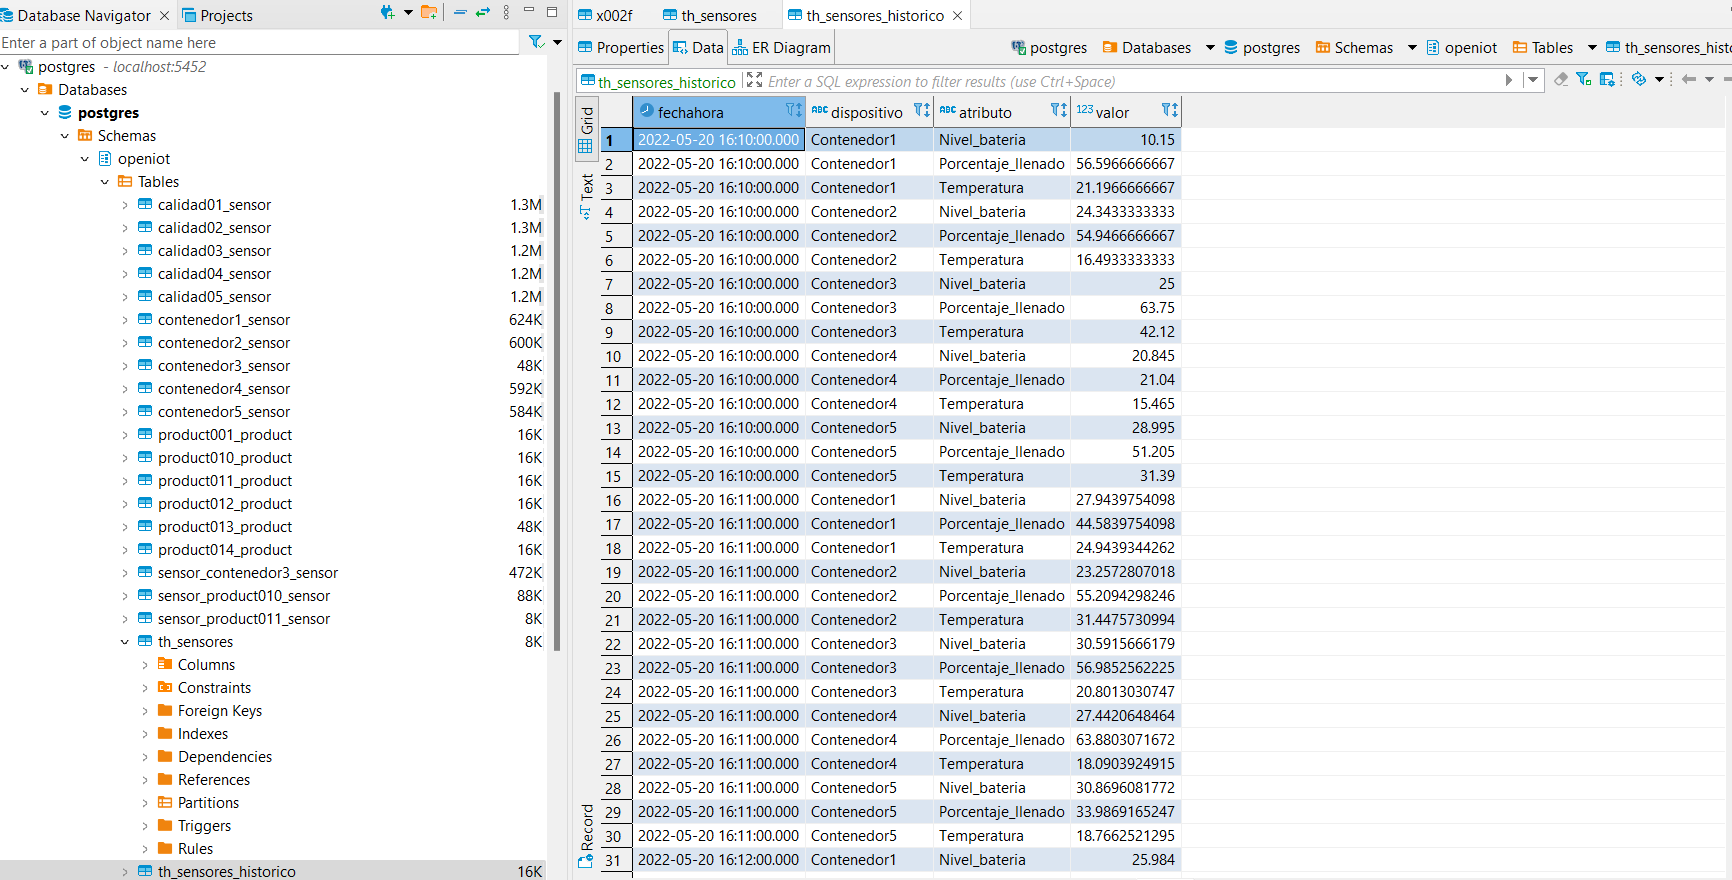 Database Navigator
Projects
Enter a part of object name here
postgres - localhost:5452
Databases
postgres
Schemas
openiot
Tables
calidad01_sensor 1.3M
calidad02_sensor 1.3M
calidad03_sensor 1.2M
calidad04_sensor 1.2M
calidad05_sensor 1.2M
contenedor1_sensor 624K
contenedor2_sensor 600K
contenedor3_sensor 48K
contenedor4_sensor 592K
contenedor5_sensor 584K
product001_product 16K
product010_product 16K
product011_product 16K
product012_product 16K
product013_product 48K
product014_product 16K
sensor_contenedor3_sensor 472K
sensor_product010_sensor 88K
sensor_product011_sensor 8K
th_sensores 8K
Columns
Constraints
Foreign Keys
Indexes
Dependencies
References
Partitions
Triggers
Rules
th_sensores_historico 16K
x002f th_sensores th_sensores_historico
Properties Data ER Diagram
postgres Databases postgres Schemas openiot Tables th_sensores_histo
th_sensores_historico Enter a SQL expression to filter results (use Ctrl+Space)
Grid
Text
Record
fechahora ABC dispositivo ABC atributo 123 valor
1 2022-05-20 16:10:00.000 Contenedor1 Nivel_bateria 10.15
2 2022-05-20 16:10:00.000 Contenedor1 Porcentaje_llenado 56.5966666667
3 2022-05-20 16:10:00.000 Contenedor1 Temperatura 21.1966666667
4 2022-05-20 16:10:00.000 Contenedor2 Nivel_bateria 24.3433333333
5 2022-05-20 16:10:00.000 Contenedor2 Porcentaje_llenado 54.9466666667
6 2022-05-20 16:10:00.000 Contenedor2 Temperatura 16.4933333333
7 2022-05-20 16:10:00.000 Contenedor3 Nivel_bateria 25
8 2022-05-20 16:10:00.000 Contenedor3 Porcentaje_llenado 63.75
9 2022-05-20 16:10:00.000 Contenedor3 Temperatura 42.12
10 2022-05-20 16:10:00.000 Contenedor4 Nivel_bateria 20.845
11 2022-05-20 16:10:00.000 Contenedor4 Porcentaje_llenado 21.04
12 2022-05-20 16:10:00.000 Contenedor4 Temperatura 15.465
13 2022-05-20 16:10:00.000 Contenedor5 Nivel_bateria 28.995
14 2022-05-20 16:10:00.000 Contenedor5 Porcentaje_llenado 51.205
15 2022-05-20 16:10:00.000 Contenedor5 Temperatura 31.39
16 2022-05-20 16:11:00.000 Contenedor1 Nivel_bateria 27.9439754098
17 2022-05-20 16:11:00.000 Contenedor1 Porcentaje_llenado 44.5839754098
18 2022-05-20 16:11:00.000 Contenedor1 Temperatura 24.9439344262
19 2022-05-20 16:11:00.000 Contenedor2 Nivel_bateria 23.2572807018
20 2022-05-20 16:11:00.000 Contenedor2 Porcentaje_llenado 55.2094298246
21 2022-05-20 16:11:00.000 Contenedor2 Temperatura 31.4475730994
22 2022-05-20 16:11:00.000 Contenedor3 Nivel_bateria 30.5915666179
23 2022-05-20 16:11:00.000 Contenedor3 Porcentaje_llenado 56.9852562225
24 2022-05-20 16:11:00.000 Contenedor3 Temperatura 20.8013030747
25 2022-05-20 16:11:00.000 Contenedor4 Nivel_bateria 27.4420648464
26 2022-05-20 16:11:00.000 Contenedor4 Porcentaje_llenado 63.8803071672
27 2022-05-20 16:11:00.000 Contenedor4 Temperatura 18.0903924915
28 2022-05-20 16:11:00.000 Contenedor5 Nivel_bateria 30.8696081772
29 2022-05-20 16:11:00.000 Contenedor5 Porcentaje_llenado 33.9869165247
30 2022-05-20 16:11:00.000 Contenedor5 Temperatura 18.7662521295
31 2022-05-20 16:12:00.000 Contenedor1 Nivel_bateria 25.984